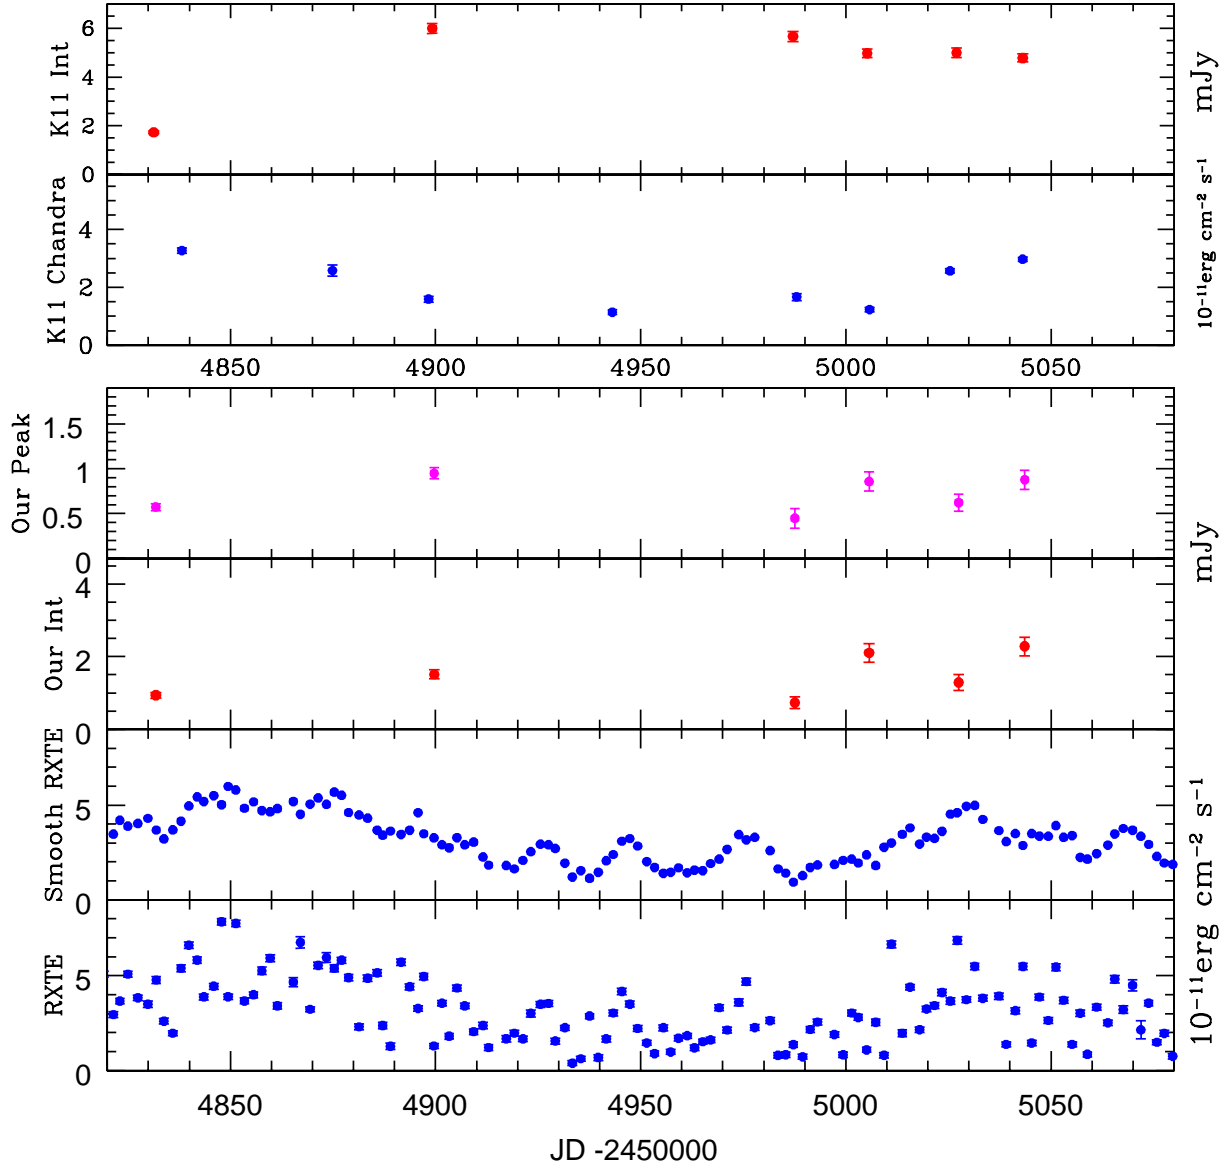 K11 Int
6
4
2
0
mJy
K11 Chandra
4
2
0
10⁻¹¹erg cm⁻² s⁻¹
4850 4900 4950 5000 5050
Our Peak
1.5
1
0.5
0
mJy
Our Int
4
2
0
Smooth RXTE
5
0
RXTE
5
0
10⁻¹¹erg cm⁻² s⁻¹
4850 4900 4950 5000 5050
JD -2450000